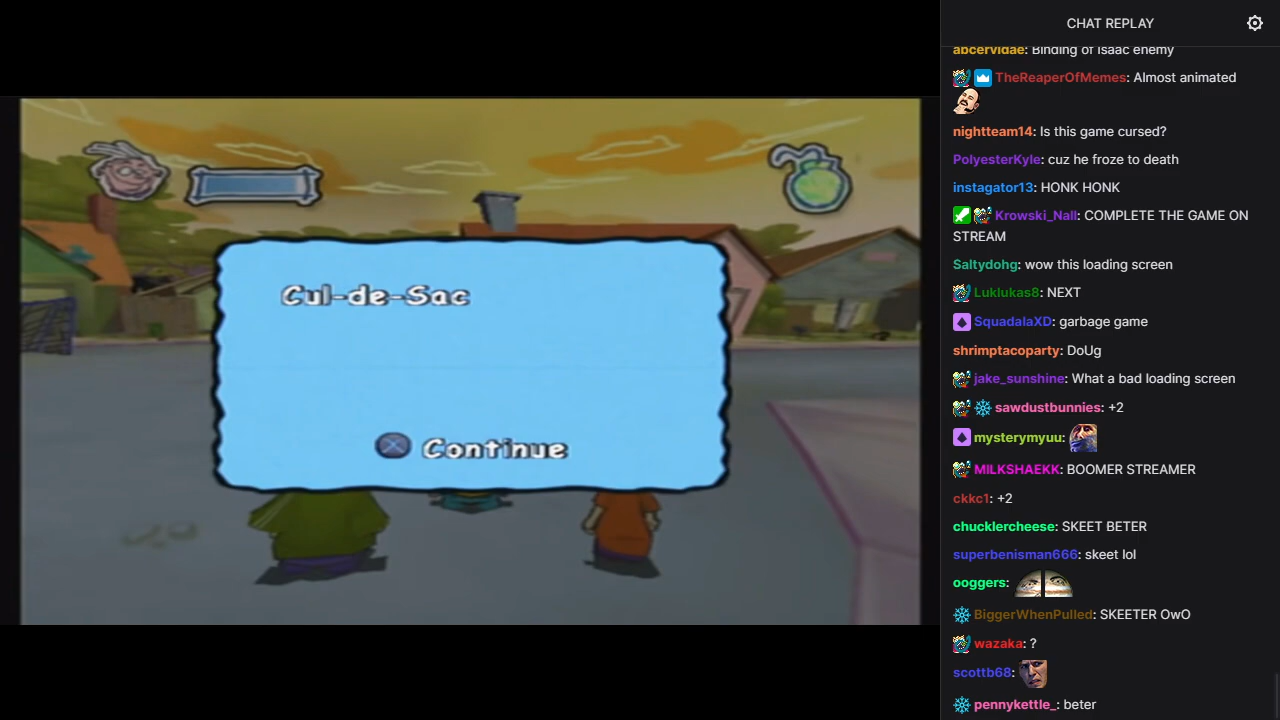 Cul-de-Sac
Continue
CHAT REPLAY
abcervidae: Binding of Isaac enemy
TheReaperOfMemes: Almost animated
nightteam14: Is this game cursed?
PolyesterKyle: cuz he froze to death
instagator13: HONK HONK
Krowski_Nall: COMPLETE THE GAME ON
STREAM
Saltydohg: wow this loading screen
Luklukas8: NEXT
SquadalaXD: garbage game
shrimptacoparty: DoUg
jake_sunshine: What a bad loading screen
sawdustbunnies: +2
mysterymyuu:
MILKSHAEKK: BOOMER STREAMER
ckkc1: +2
chucklercheese: SKEET BETER
superbenisman666: skeet lol
ooggers:
BiggerWhenPulled: SKEETER OwO
wazaka: ?
scottb68:
pennykettle_: beter